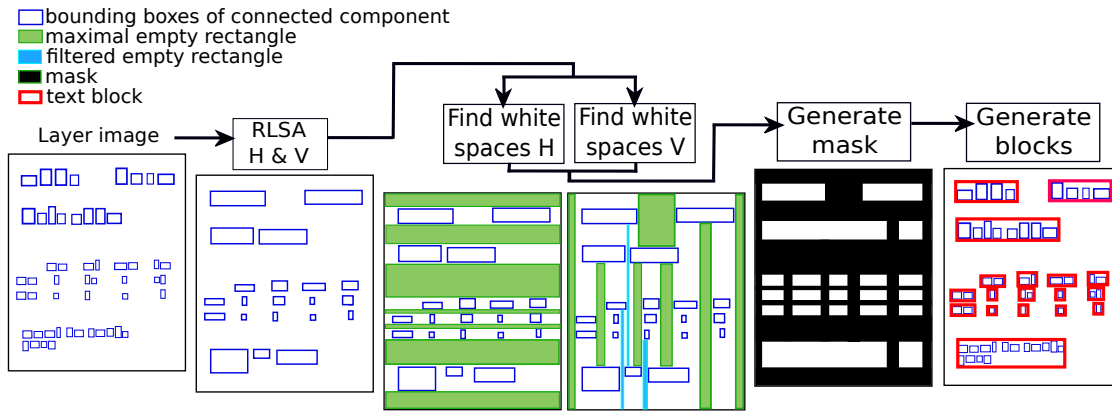 bounding boxes of connected component
maximal empty rectangle
filtered empty rectangle
mask
text block
Layer image
RLSA
H & V
Find white
spaces H
Find white
spaces V
Generate
mask
Generate
blocks